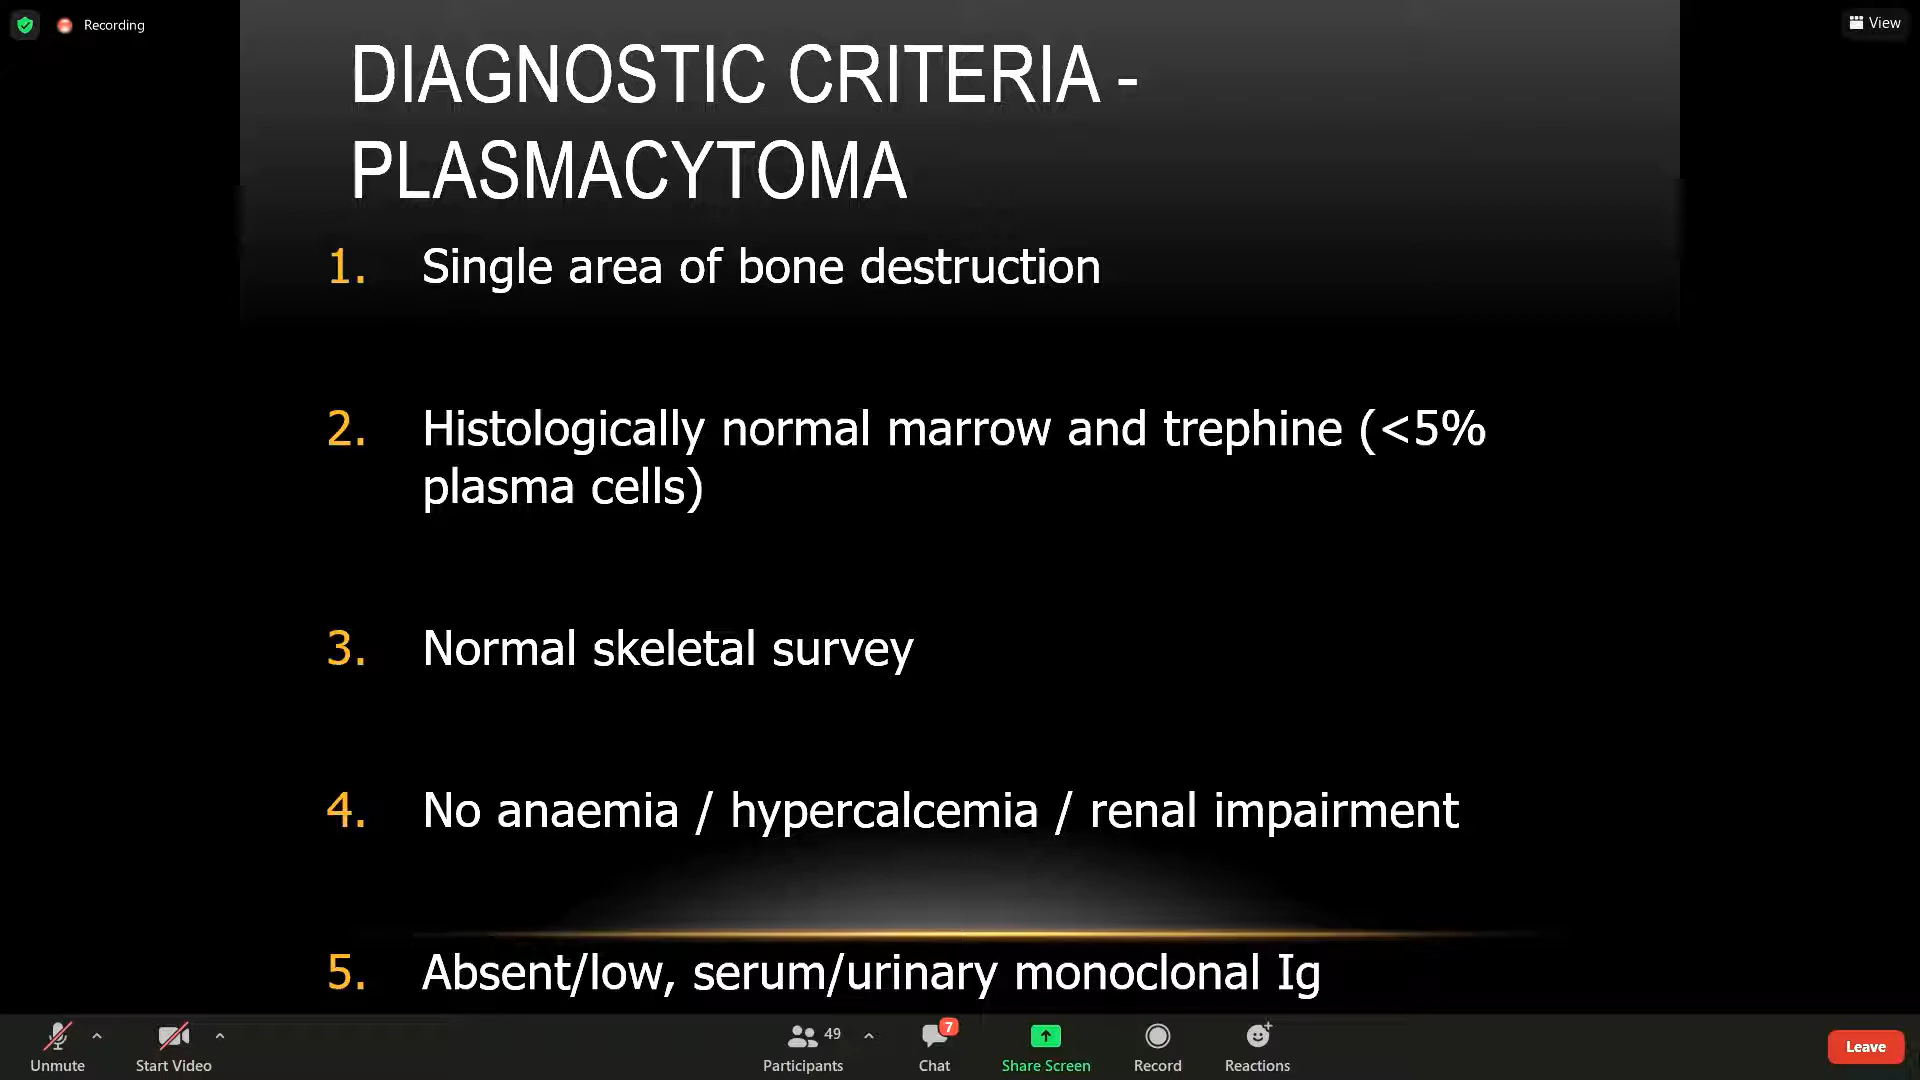 Recording
View
DIAGNOSTIC CRITERIA -
PLASMACYTOMA
1. Single area of bone destruction
2. Histologically normal marrow and trephine (<5%
plasma cells)
3. Normal skeletal survey
4. No anaemia / hypercalcemia / renal impairment
5. Absent/low, serum/urinary monoclonal Ig
49
7
Unmute
Start Video
Participants
Chat
Share Screen
Record
Reactions
Leave